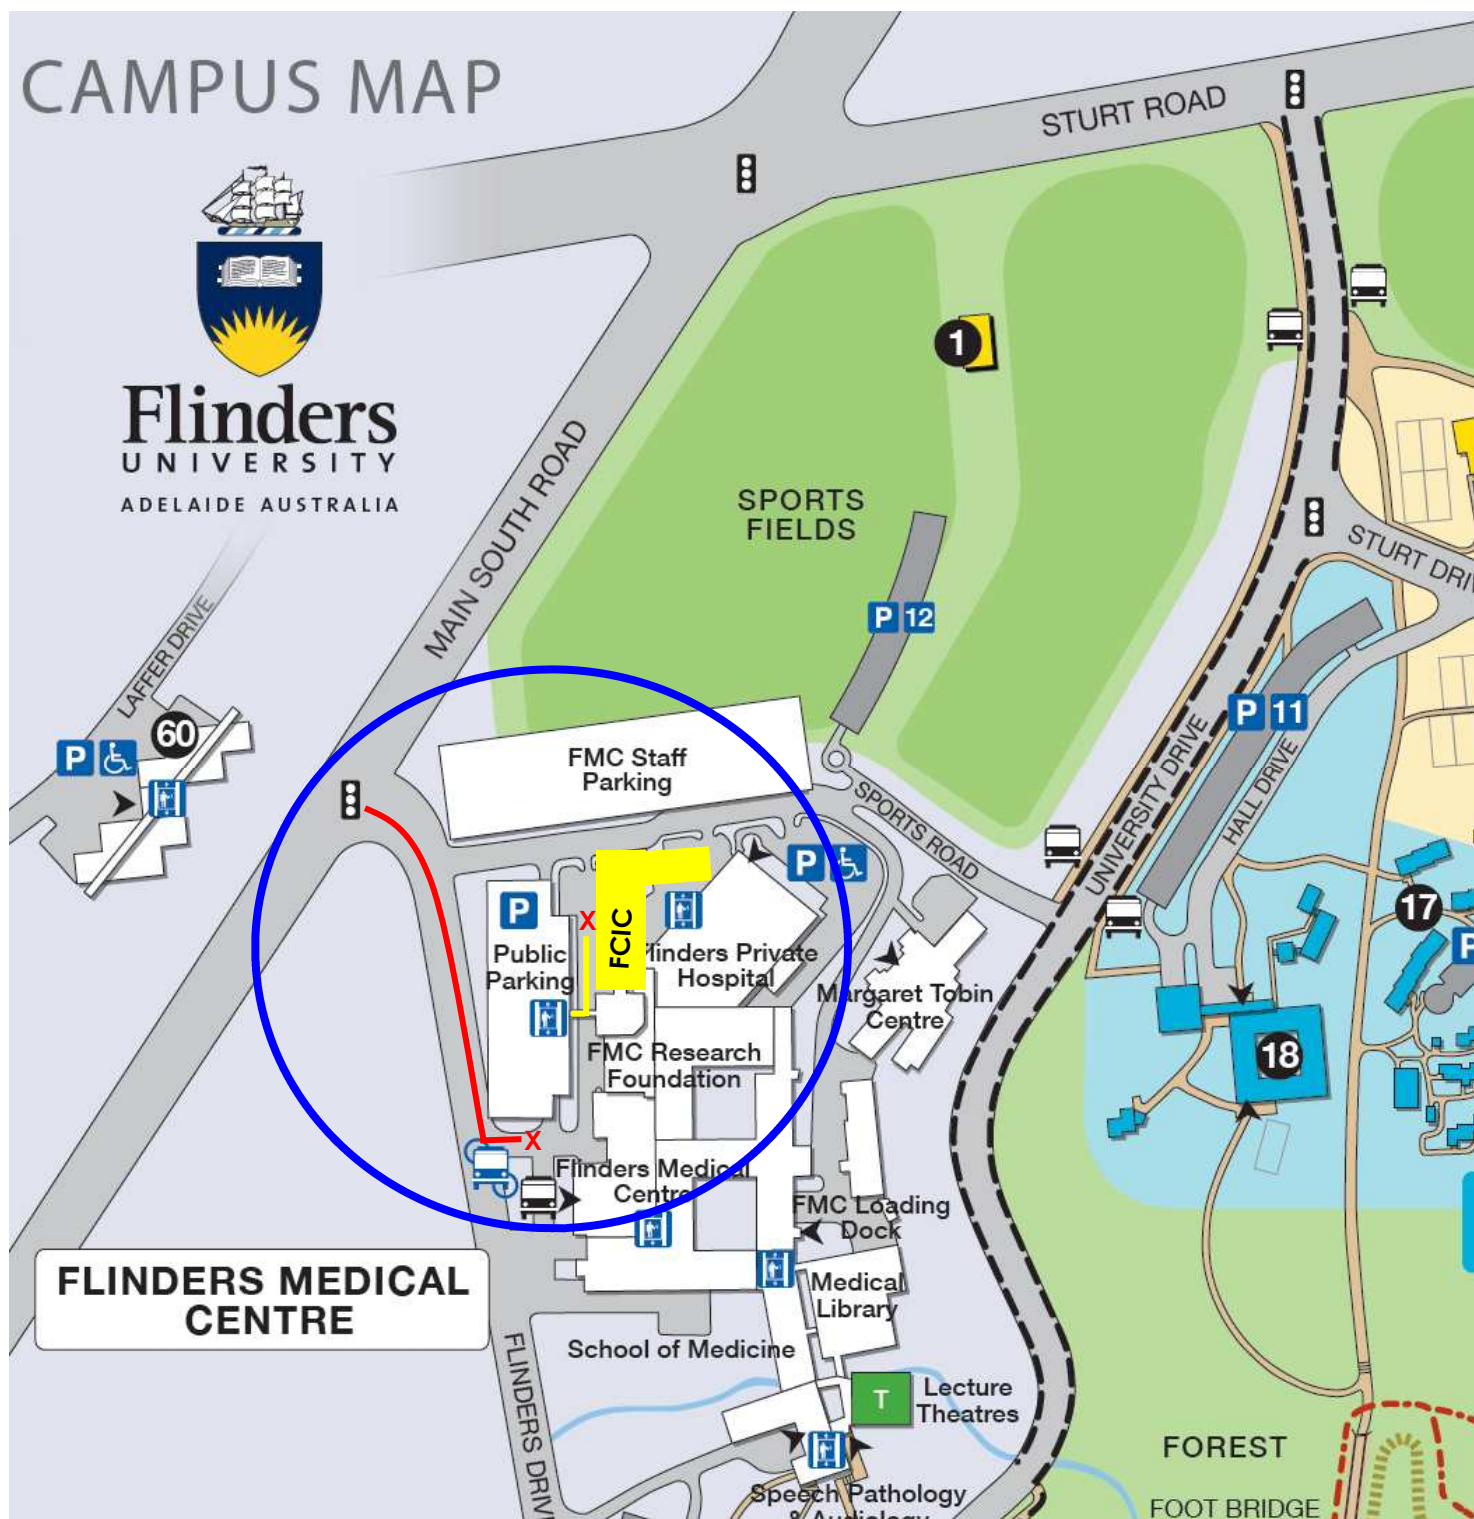 CAMPUS MAP
Flinders
UNIVERSITY
ADELAIDE AUSTRALIA
STURT ROAD
MAIN SOUTH ROAD
LAFFER DRIVE
1
SPORTS
FIELDS
P 12
STURT
P 11
60
P
FMC Staff
Parking
SPORTS ROAD
UNIVERSITY DRIVE
HALL DRIVE
P
P
X
FCIC
Public
Parking
Flinders Private
Hospital
Margaret Tobin
Centre
17
P
18
FMC Research
Foundation
X
Flinders Medical
Centre
FMC Loading
Dock
FLINDERS MEDICAL
CENTRE
Medical
Library
School of Medicine
FLINDERS
T
Lecture
Theatres
FOREST
Speech Pathology
& Audiology
FOOT BRIDGE